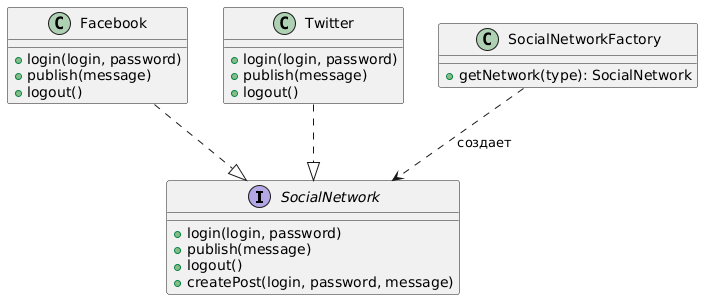 C Facebook
login(login, password)
publish(message)
logout()
C Twitter
login(login, password)
publish(message)
logout()
C SocialNetworkFactory
getNetwork(type): SocialNetwork
создает
I SocialNetwork
login(login, password)
publish(message)
logout()
createPost(login, password, message)